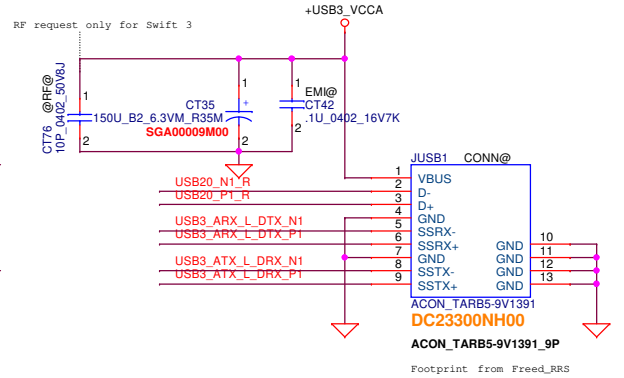 +USB3_VCCA
RF request only for Swift 3
CT76 @RF@
10P_0402_50V8J
1
2
1
CT35
+
150U_B2_6.3VM_R35M
SGA00009M00
2
1
EMI@
CT42
.1U_0402_16V7K
2
JUSB1 CONN@
USB20_N1_R
USB20_P1_R
USB3_ARX_L_DTX_N1
USB3_ARX_L_DTX_P1
USB3_ATX_L_DRX_N1
USB3_ATX_L_DRX_P1
1 VBUS
2 D-
3 D+
4 GND
5 SSRX-
6 SSRX+ GND 10
7 GND GND 11
8 SSTX- GND 12
9 SSTX+ GND 13
ACON_TARB5-9V1391
DC23300NH00
ACON_TARB5-9V1391_9P
Footprint from Freed_RRS